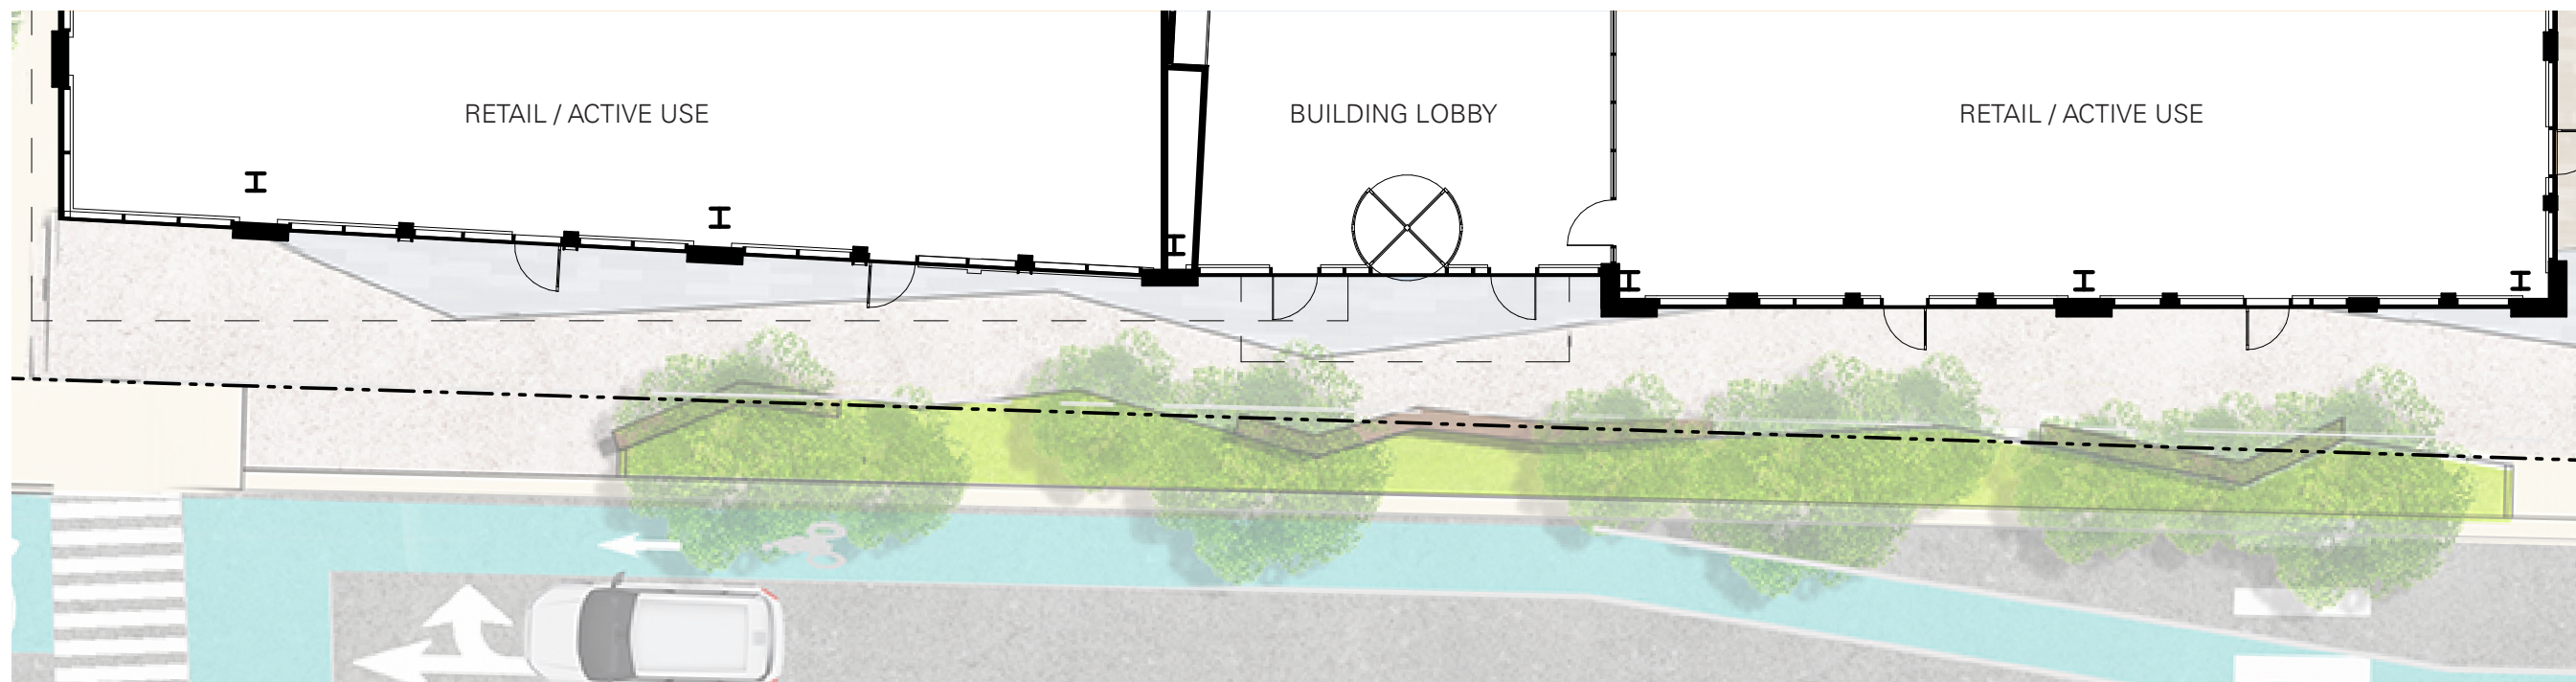 RETAIL / ACTIVE USE
BUILDING LOBBY
RETAIL / ACTIVE USE